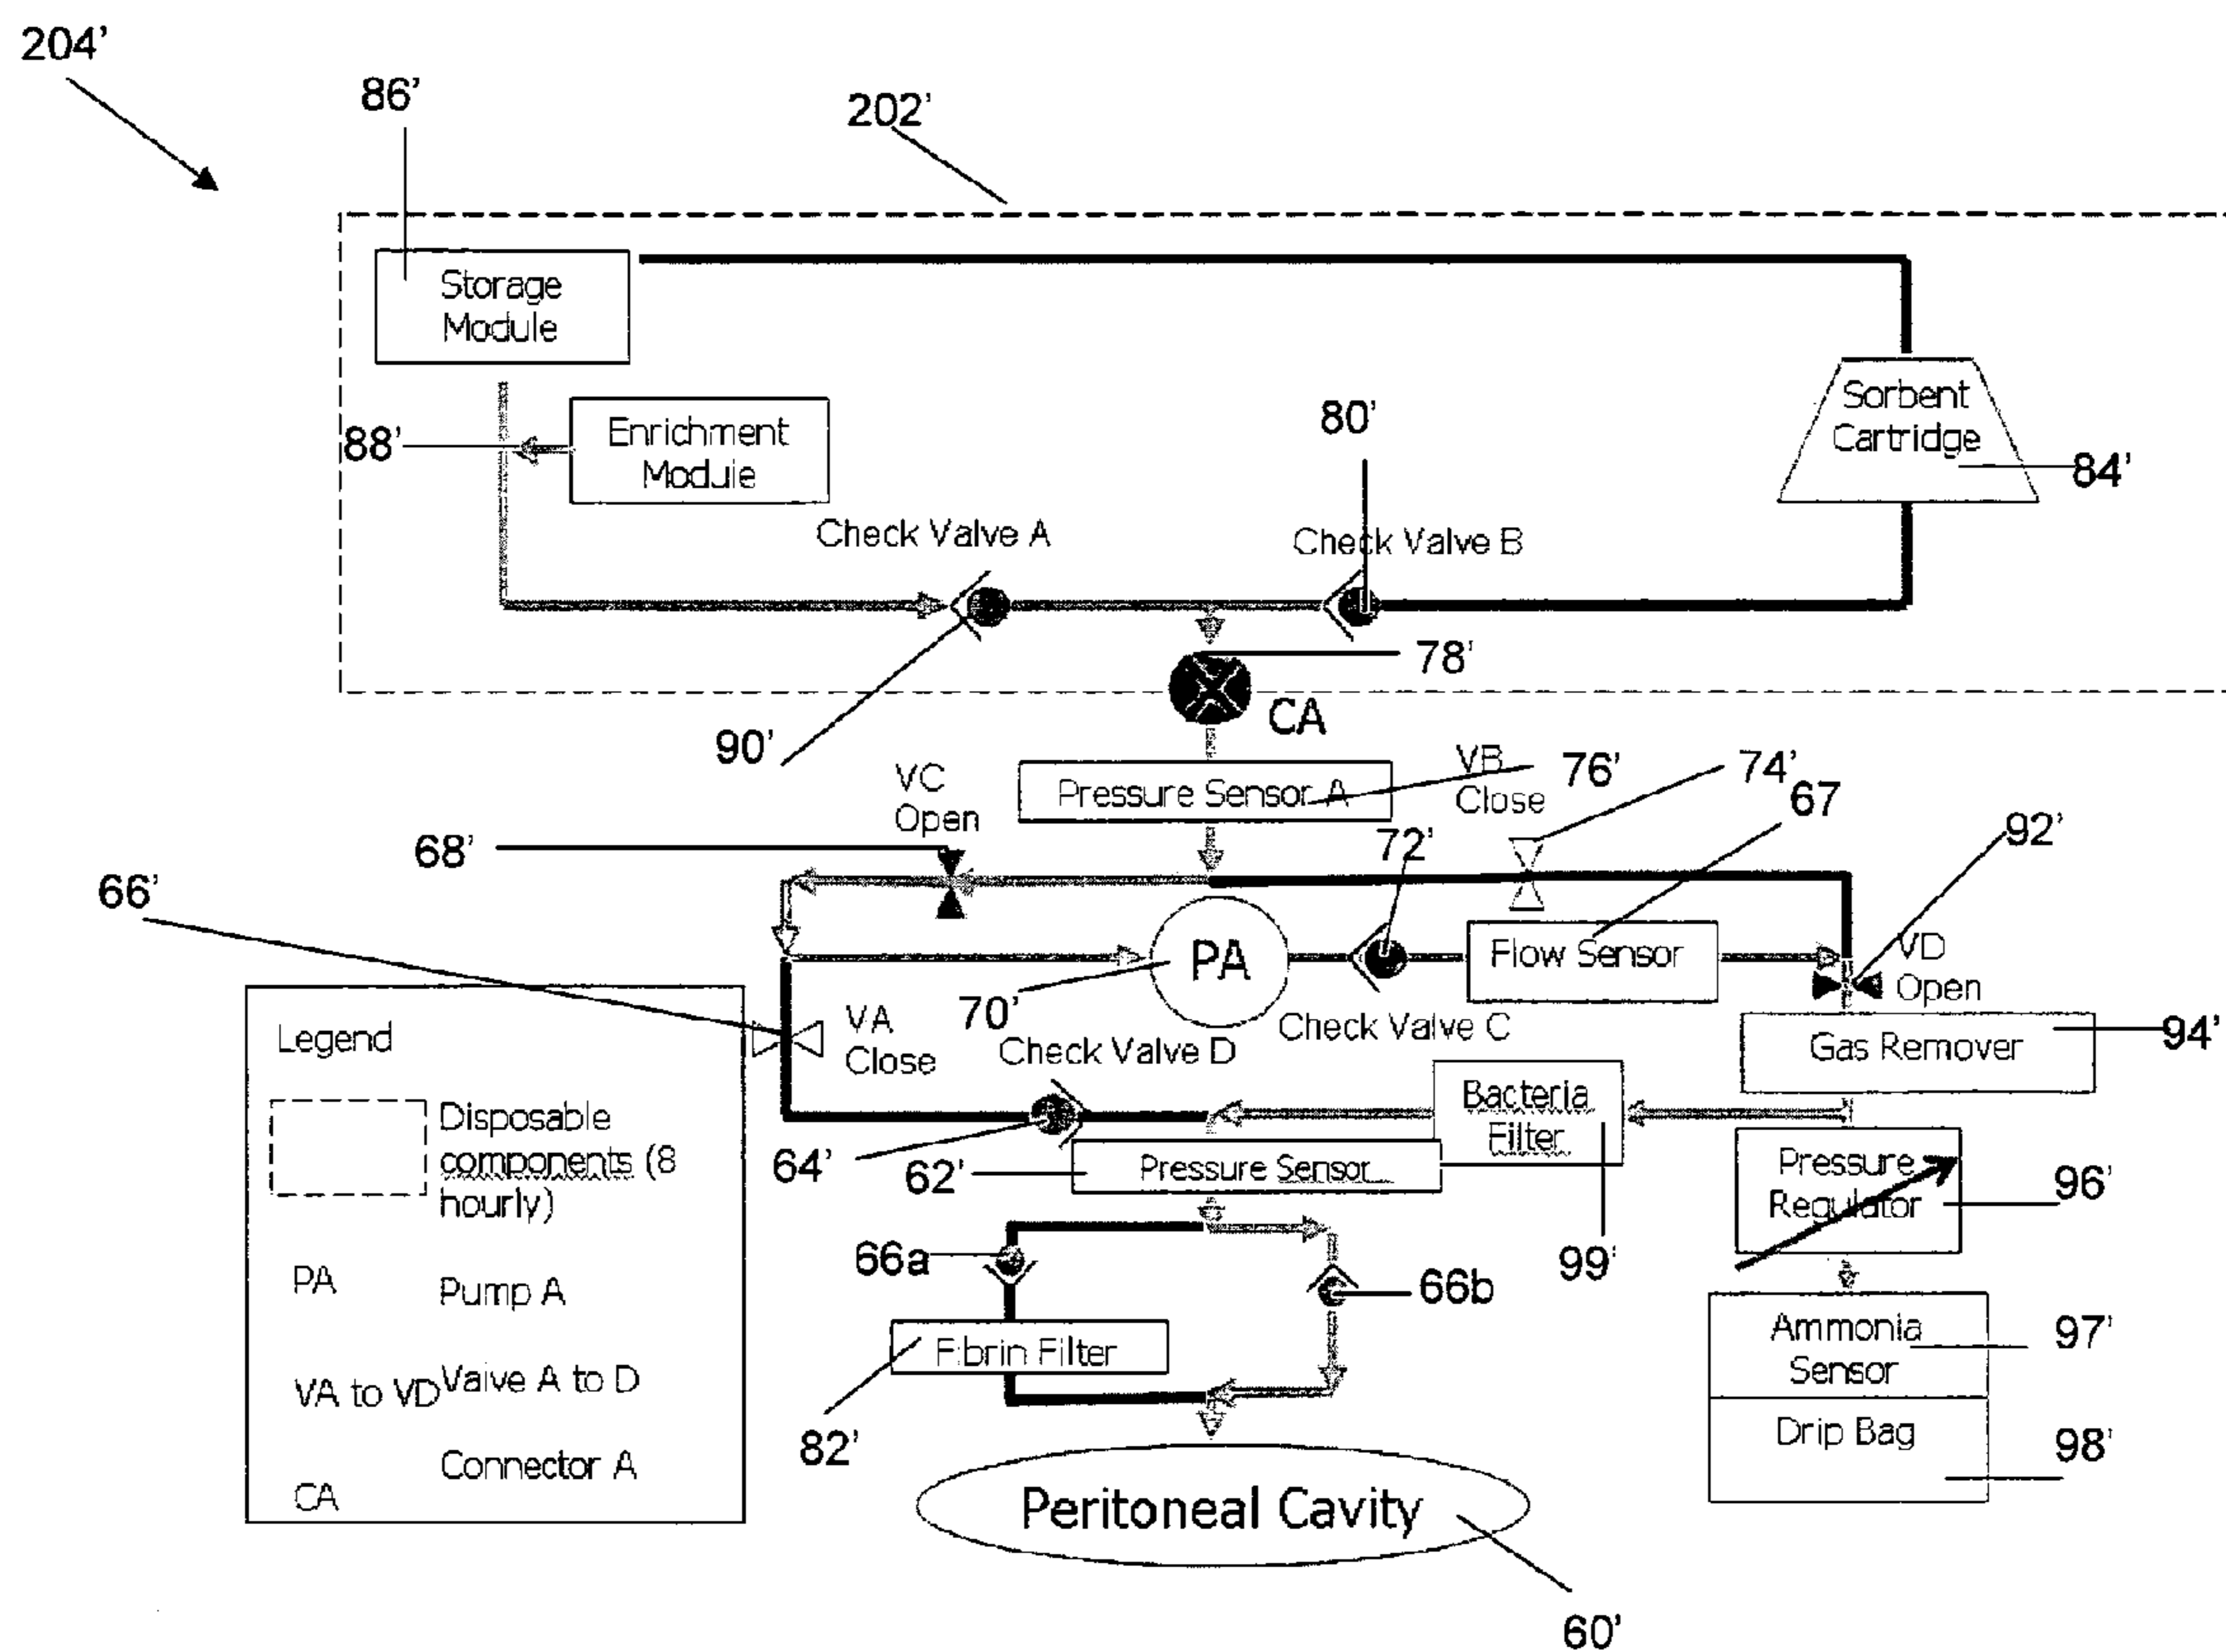 204'
86'
202'
Storage
Module
Sorbent
Cartridge
84'
80'
88'
Enrichment
Module
Check Valve A
Check Valve B
78'
CA
90'
VC
Open
Pressure Sensor A
VB
Close
76'
74'
67
68'
72'
92'
66'
PA
Flow Sensor
VD
Open
70'
Check Valve C
VA
Close
Check Valve D
Gas Remover
94'
Bacteria
Filter
64'
62'
Pressure Sensor
Pressure
Regulator
96'
66a
66b
99'
Fibrin Filter
82'
Ammonia
Sensor
97'
Drip Bag
98'
Peritoneal Cavity
60'
Legend
Disposable
components (8
hourly)
PA
Pump A
VA to VD
Valve A to D
CA
Connector A